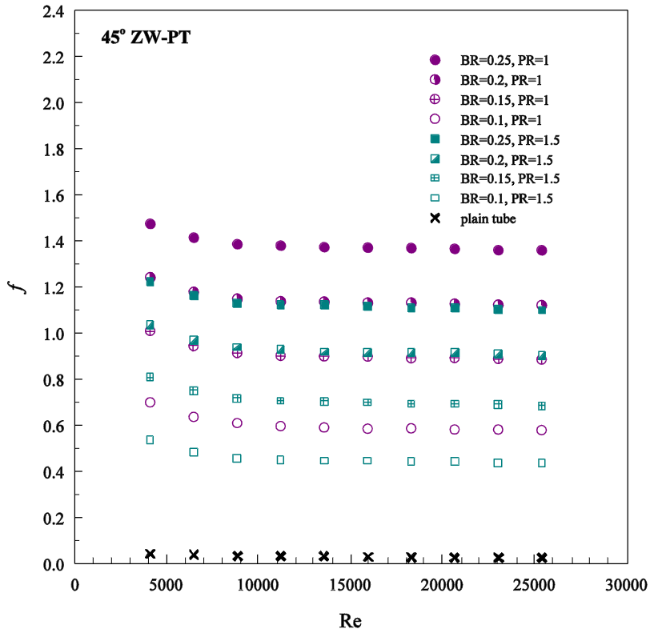 45° ZW-PT
BR=0.25, PR=1
BR=0.2, PR=1
BR=0.15, PR=1
BR=0.1, PR=1
BR=0.25, PR=1.5
BR=0.2, PR=1.5
BR=0.15, PR=1.5
BR=0.1, PR=1.5
plain tube
2.4
2.2
2.0
1.8
1.6
1.4
1.2
1.0
0.8
0.6
0.4
0.2
0.0
f
0 5000 10000 15000 20000 25000 30000
Re